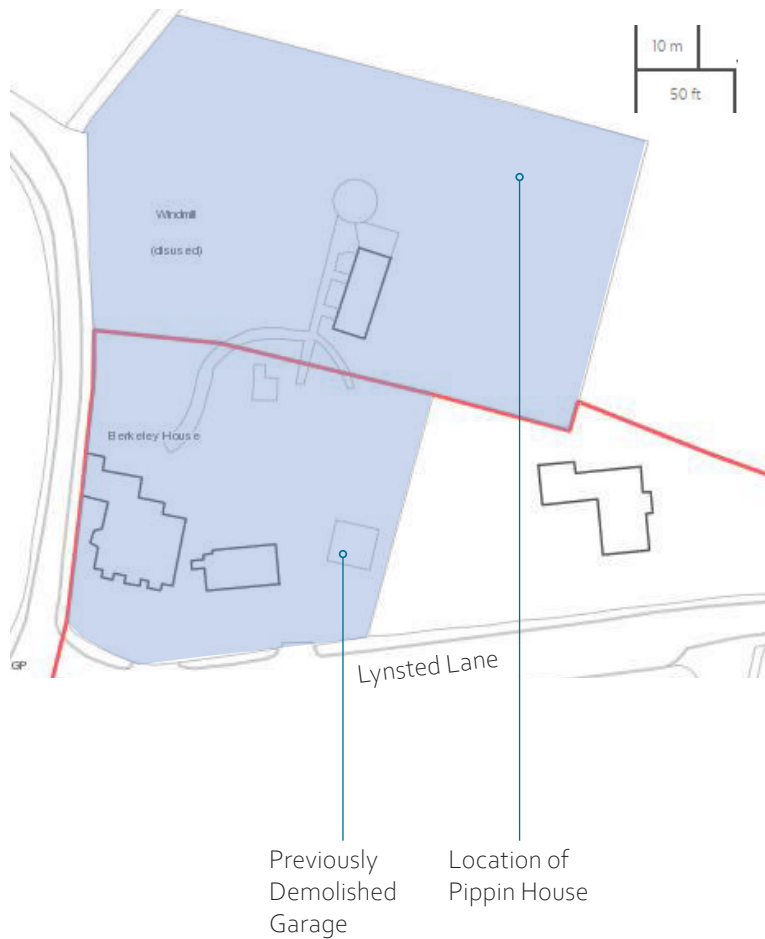 10 m
50 ft
Windmill
(disused)
Berkeley House
GP
Lynsted Lane
Previously
Demolished
Garage
Location of
Pippin House